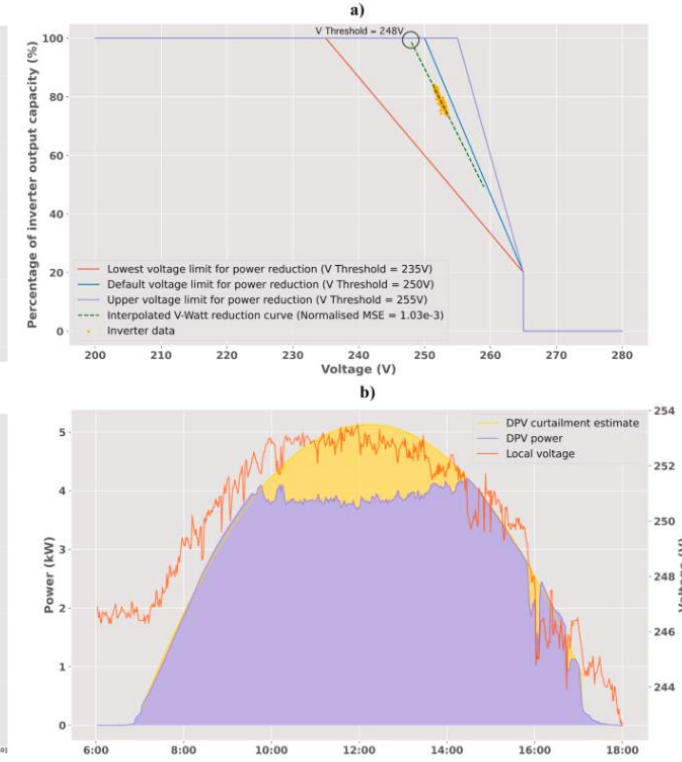 a)
V Threshold = 248V
100
80
60
40
20
0
Percentage of inverter output capacity (%)
Lowest voltage limit for power reduction (V Threshold = 235V)
Default voltage limit for power reduction (V Threshold = 250V)
Upper voltage limit for power reduction (V Threshold = 255V)
Interpolated V-Watt reduction curve (Normalised MSE = 1.03e-3)
Inverter data
200 210 220 230 240 250 260 270 280
Voltage (V)
b)
DPV curtailment estimate
DPV power
Local voltage
5
4
3
2
1
0
Power (kW)
254
252
250
248
246
244
6:00 8:00 10:00 12:00 14:00 16:00 18:00